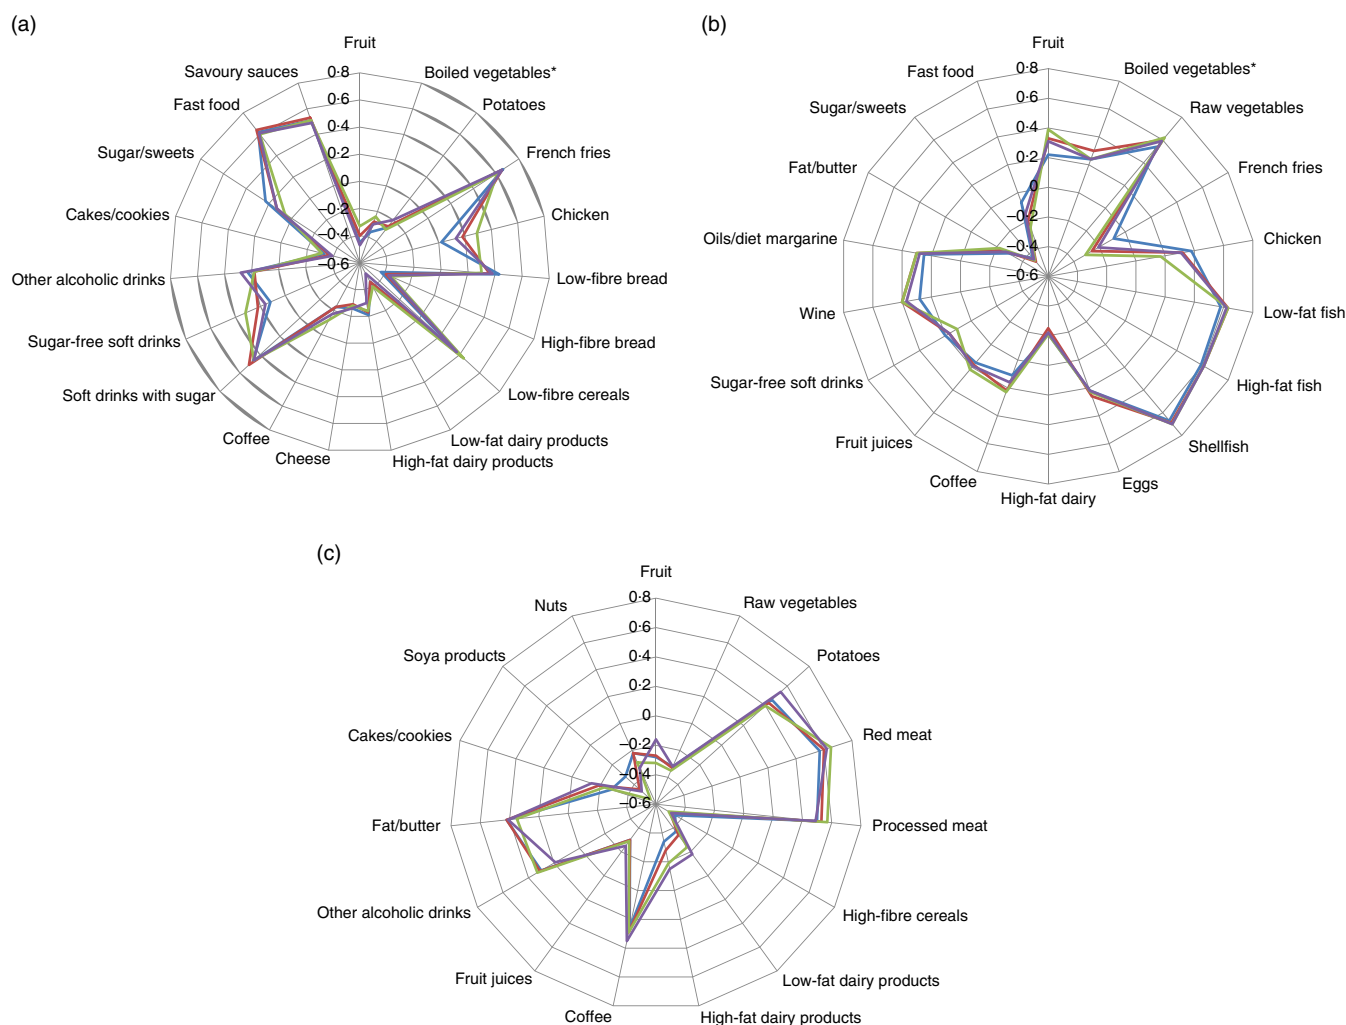 (a)
Fruit
Boiled vegetables*
Potatoes
French fries
Chicken
Low-fibre bread
High-fibre bread
Low-fibre cereals
Low-fat dairy products
High-fat dairy products
Cheese
Coffee
Soft drinks with sugar
Sugar-free soft drinks
Other alcoholic drinks
Cakes/cookies
Sugar/sweets
Fast food
Savoury sauces
0·8
0·6
0·4
0·2
0
–0·2
–0·4
–0·6
(b)
Fruit
Boiled vegetables*
Raw vegetables
French fries
Chicken
Low-fat fish
High-fat fish
Shellfish
Eggs
High-fat dairy
Coffee
Fruit juices
Sugar-free soft drinks
Wine
Oils/diet margarine
Fat/butter
Sugar/sweets
Fast food
0·8
0·6
0·4
0·2
0
–0·2
–0·4
–0·6
(c)
Fruit
Raw vegetables
Potatoes
Red meat
Processed meat
High-fibre cereals
Low-fat dairy products
High-fat dairy products
Coffee
Fruit juices
Other alcoholic drinks
Fat/butter
Cakes/cookies
Soya products
Nuts
0·8
0·6
0·4
0·2
0
–0·2
–0·4
–0·6